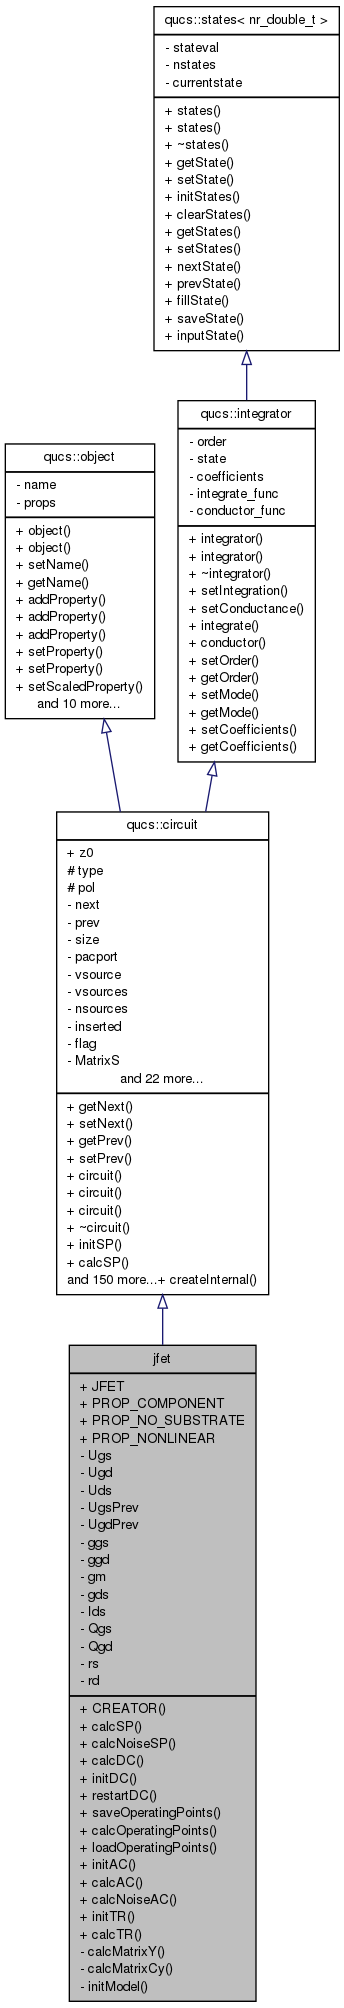 qucs::states< nr_double_t >
- stateval
- nstates
- currentstate
+ states()
+ states()
+ ~states()
+ getState()
+ setState()
+ initStates()
+ clearStates()
+ getStates()
+ setStates()
+ nextState()
+ prevState()
+ fillState()
+ saveState()
+ inputState()
qucs::integrator
- order
- state
- coefficients
- integrate_func
- conductor_func
+ integrator()
+ integrator()
+ ~integrator()
+ setIntegration()
+ setConductance()
+ integrate()
+ conductor()
+ setOrder()
+ getOrder()
+ setMode()
+ getMode()
+ setCoefficients()
+ getCoefficients()
qucs::object
- name
- props
+ object()
+ object()
+ setName()
+ getName()
+ addProperty()
+ addProperty()
+ addProperty()
+ setProperty()
+ setProperty()
+ setScaledProperty()
and 10 more...
qucs::circuit
+ z0
# type
# pol
- next
- prev
- size
- pacport
- vsource
- vsources
- nsources
- inserted
- flag
- MatrixS
and 22 more...
+ getNext()
+ setNext()
+ getPrev()
+ setPrev()
+ circuit()
+ circuit()
+ circuit()
+ ~circuit()
+ initSP()
+ calcSP()
and 150 more...+ createInternal()
jfet
+ JFET
+ PROP_COMPONENT
+ PROP_NO_SUBSTRATE
+ PROP_NONLINEAR
- Ugs
- Ugd
- Uds
- UgsPrev
- UgdPrev
- ggs
- ggd
- gm
- gds
- Ids
- Qgs
- Qgd
- rs
- rd
+ CREATOR()
+ calcSP()
+ calcNoiseSP()
+ calcDC()
+ initDC()
+ restartDC()
+ saveOperatingPoints()
+ calcOperatingPoints()
+ loadOperatingPoints()
+ initAC()
+ calcAC()
+ calcNoiseAC()
+ initTR()
+ calcTR()
- calcMatrixY()
- calcMatrixCy()
- initModel()